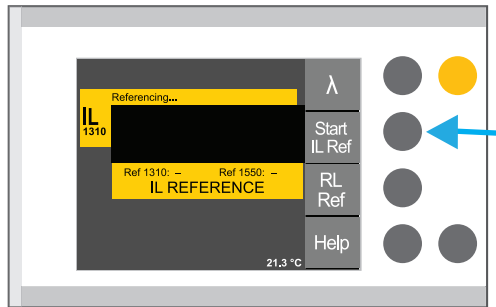 Referencing...
IL
1310
Ref 1310: – Ref 1550: –
IL REFERENCE
21.3 °C
λ
Start
IL Ref
RL
Ref
Help